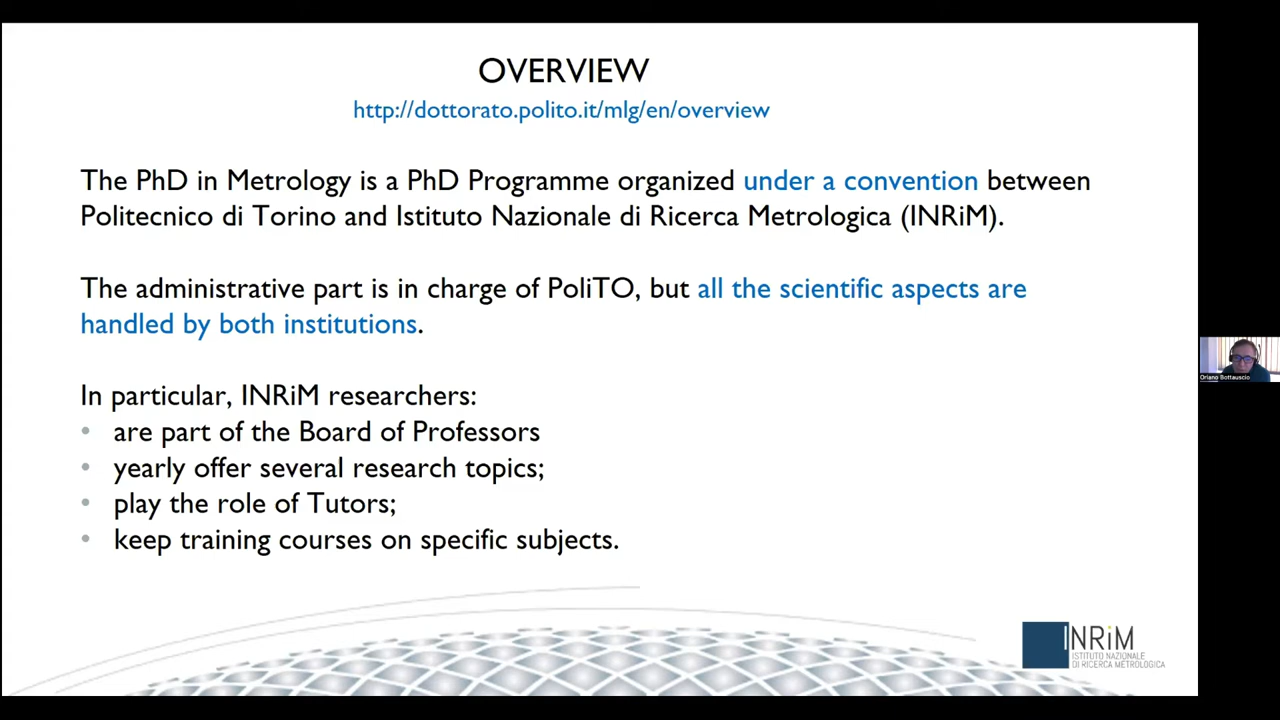 OVERVIEW
http://dottorato.polito.it/mlg/en/overview
The PhD in Metrology is a PhD Programme organized under a convention between
Politecnico di Torino and Istituto Nazionale di Ricerca Metrologica (INRiM).
The administrative part is in charge of PoliTO, but all the scientific aspects are
handled by both institutions.
In particular, INRiM researchers:
• are part of the Board of Professors
• yearly offer several research topics;
• play the role of Tutors;
• keep training courses on specific subjects.
INRiM
ISTITUTO NAZIONALE
DI RICERCA METROLOGICA
Oriano Bottauscio